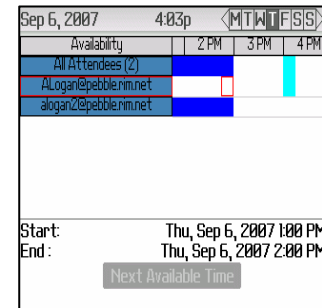 Sep 6, 2007 4:03p MTWTFSS
Availability 2 PM 3 PM 4 PM
All Attendees (2)
ALogan@pebble.rim.net
alogan2@pebble.rim.net
Start: Thu, Sep 6, 2007 1:00 PM
End : Thu, Sep 6, 2007 2:00 PM
Next Available Time